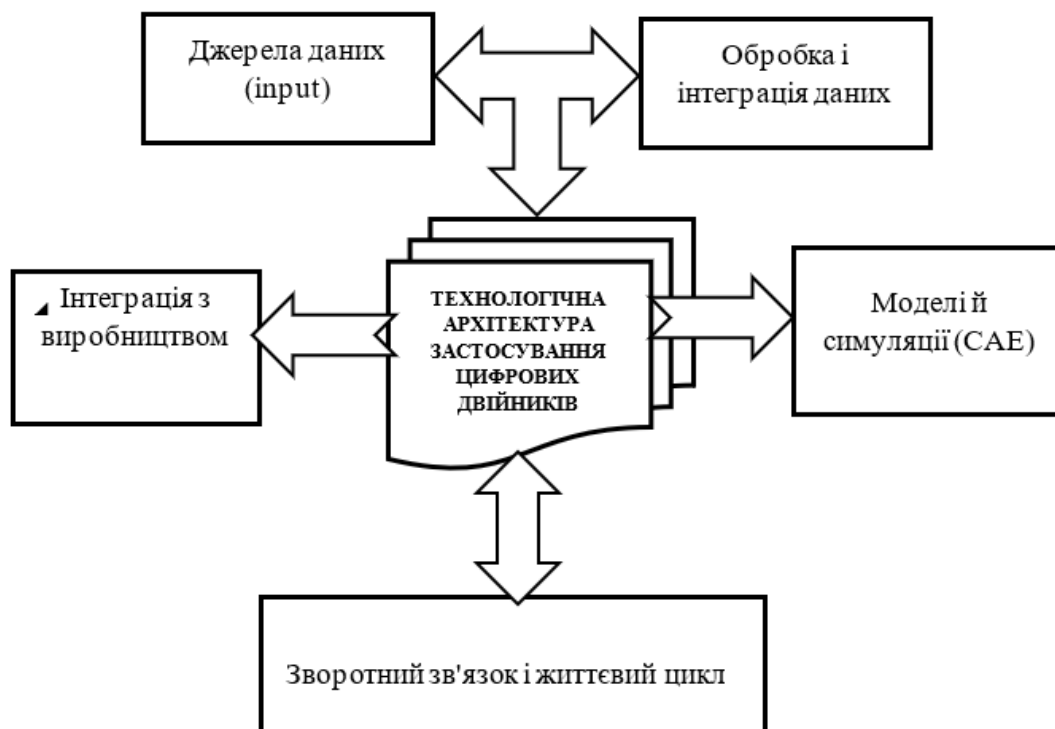 Джерела даних
(input)
Обробка і
інтеграція даних
Інтеграція з
виробництвом
ТЕХНОЛОГІЧНА
АРХІТЕКТУРА
ЗАСТОСУВАННЯ
ЦИФРОВИХ
ДВІЙНИКІВ
Моделі й
симуляції (CAE)
Зворотний зв'язок і життєвий цикл